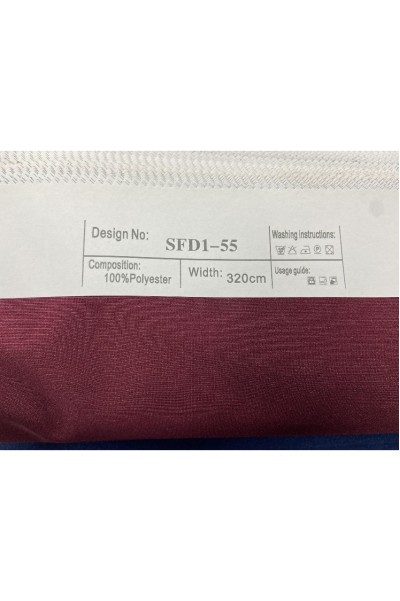 Design No: SFD1-55
Washing instructions:
Composition:
100%Polyester
Width: 320cm
Usage guide: